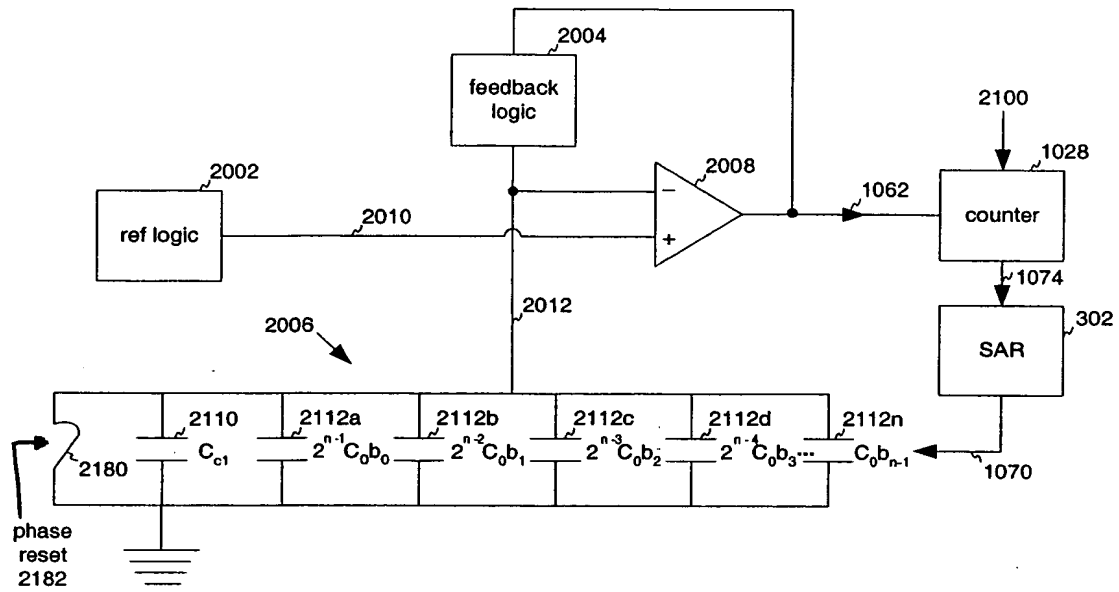 2004
feedback
logic
2100
2002
2008
1028
ref logic
2010
−
+
1062
counter
1074
2012
302
2006
SAR
2110
2112a
2112b
2112c
2112d
2112n
2180
C_{c1}
2^{n-1}C_0b_0
2^{n-2}C_0b_1
2^{n-3}C_0b_2
2^{n-4}C_0b_3...
C_0b_{n-1}
1070
phase
reset
2182